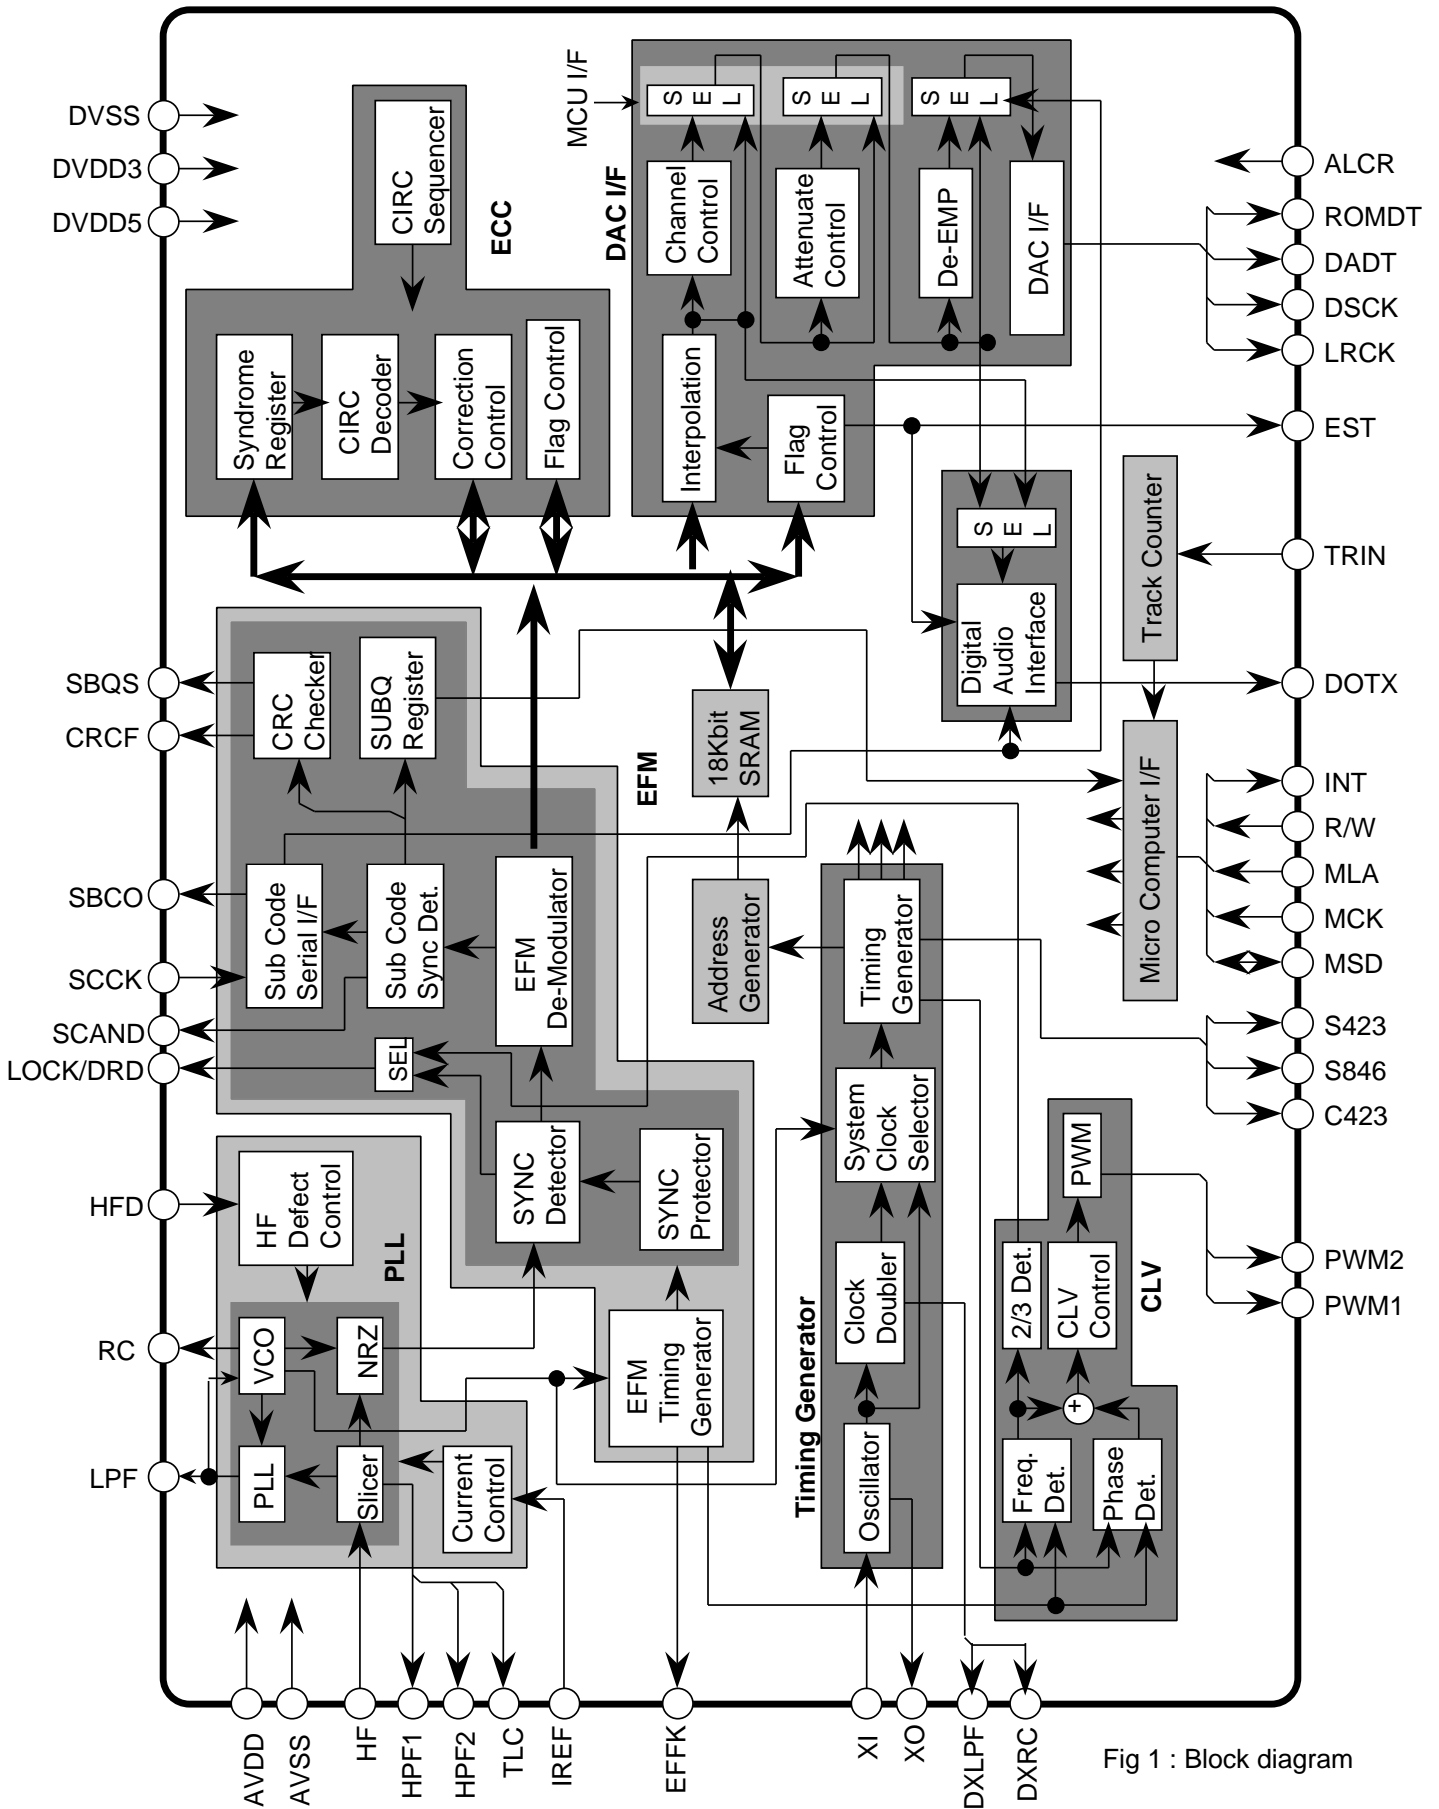 DVSS
DVDD3
DVDD5
SBQS
CRCF
SBCO
SCCK
SCAND
LOCK/DRD
HFD
RC
LPF
ALCR
ROMDT
DADT
DSCK
LRCK
EST
TRIN
DOTX
INT
R/W
MLA
MCK
MSD
S423
S846
C423
PWM2
PWM1
AVDD
AVSS
HF
HPF1
HPF2
TLC
IREF
EFFK
XI
XO
DXLPF
DXRC
CIRC
Sequencer
ECC
Syndrome
Register
CIRC
Decoder
Correction
Control
Flag Control
MCU I/F
DAC I/F
SEL
SEL
SEL
Channel
Control
Attenuate
Control
De-EMP
DAC I/F
Interpolation
Flag
Control
SEL
Digital
Audio
Interface
Track Counter
Micro Computer I/F
CRC
Checker
SUBQ
Register
EFM
18Kbit
SRAM
Sub Code
Serial I/F
Sub Code
Sync Det.
EFM
De-Modulator
SEL
Address
Generator
Timing
Generator
SYNC
Detector
SYNC
Protector
System
Clock
Selector
HF
Defect
Control
PLL
VCO
NRZ
PLL
Slicer
Current
Control
EFM
Timing
Generator
Timing Generator
Clock
Doubler
Oscillator
PWM
2/3 Det.
CLV
Control
CLV
+
Freq.
Det.
Phase
Det.
Fig 1 : Block diagram